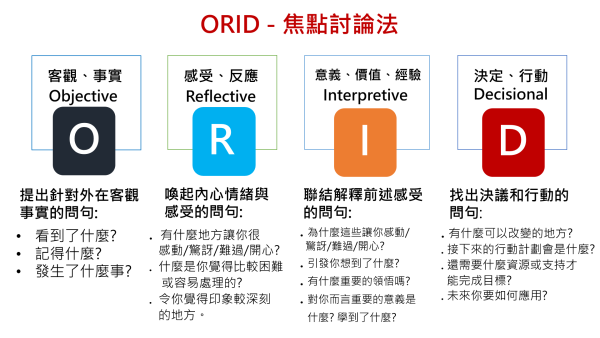 ORID - 焦點討論法
客觀、事實
Objective
O
提出針對外在客觀
事實的問句:
• 看到了什麼?
• 記得什麼?
• 發生了什麼事?
感受、反應
Reflective
R
喚起內心情緒與
感受的問句:
. 有什麼地方讓你很
感動/驚訝/難過/開心?
. 什麼是你覺得比較困難
或容易處理的?
. 令你覺得印象較深刻
的地方。
意義、價值、經驗
Interpretive
I
聯結解釋前述感受
的問句:
. 為什麼這些讓你感動/
驚訝/難過/開心?
. 引發你想到了什麼?
. 有什麼重要的領悟嗎?
. 對你而言重要的意義是
什麼? 學到了什麼?
決定、行動
Decisional
D
找出決議和行動的
問句:
. 有什麼可以改變的地方?
. 接下來的行動計劃會是什麼?
. 還需要什麼資源或支持才
能完成目標?
. 未來你要如何應用?